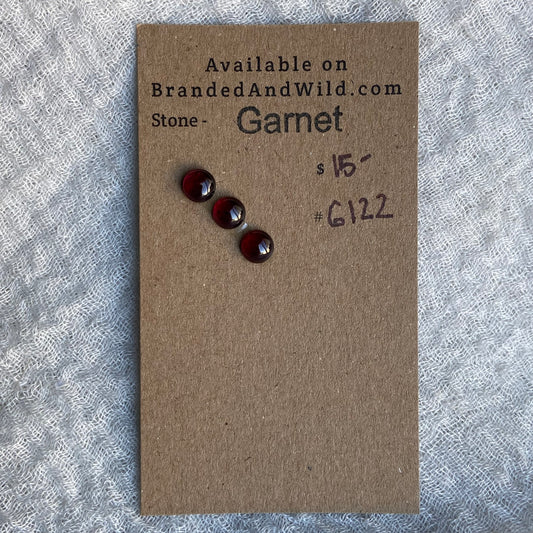 Available on
BrandedAndWild.com
Stone - Garnet
$ 15-
# 6122